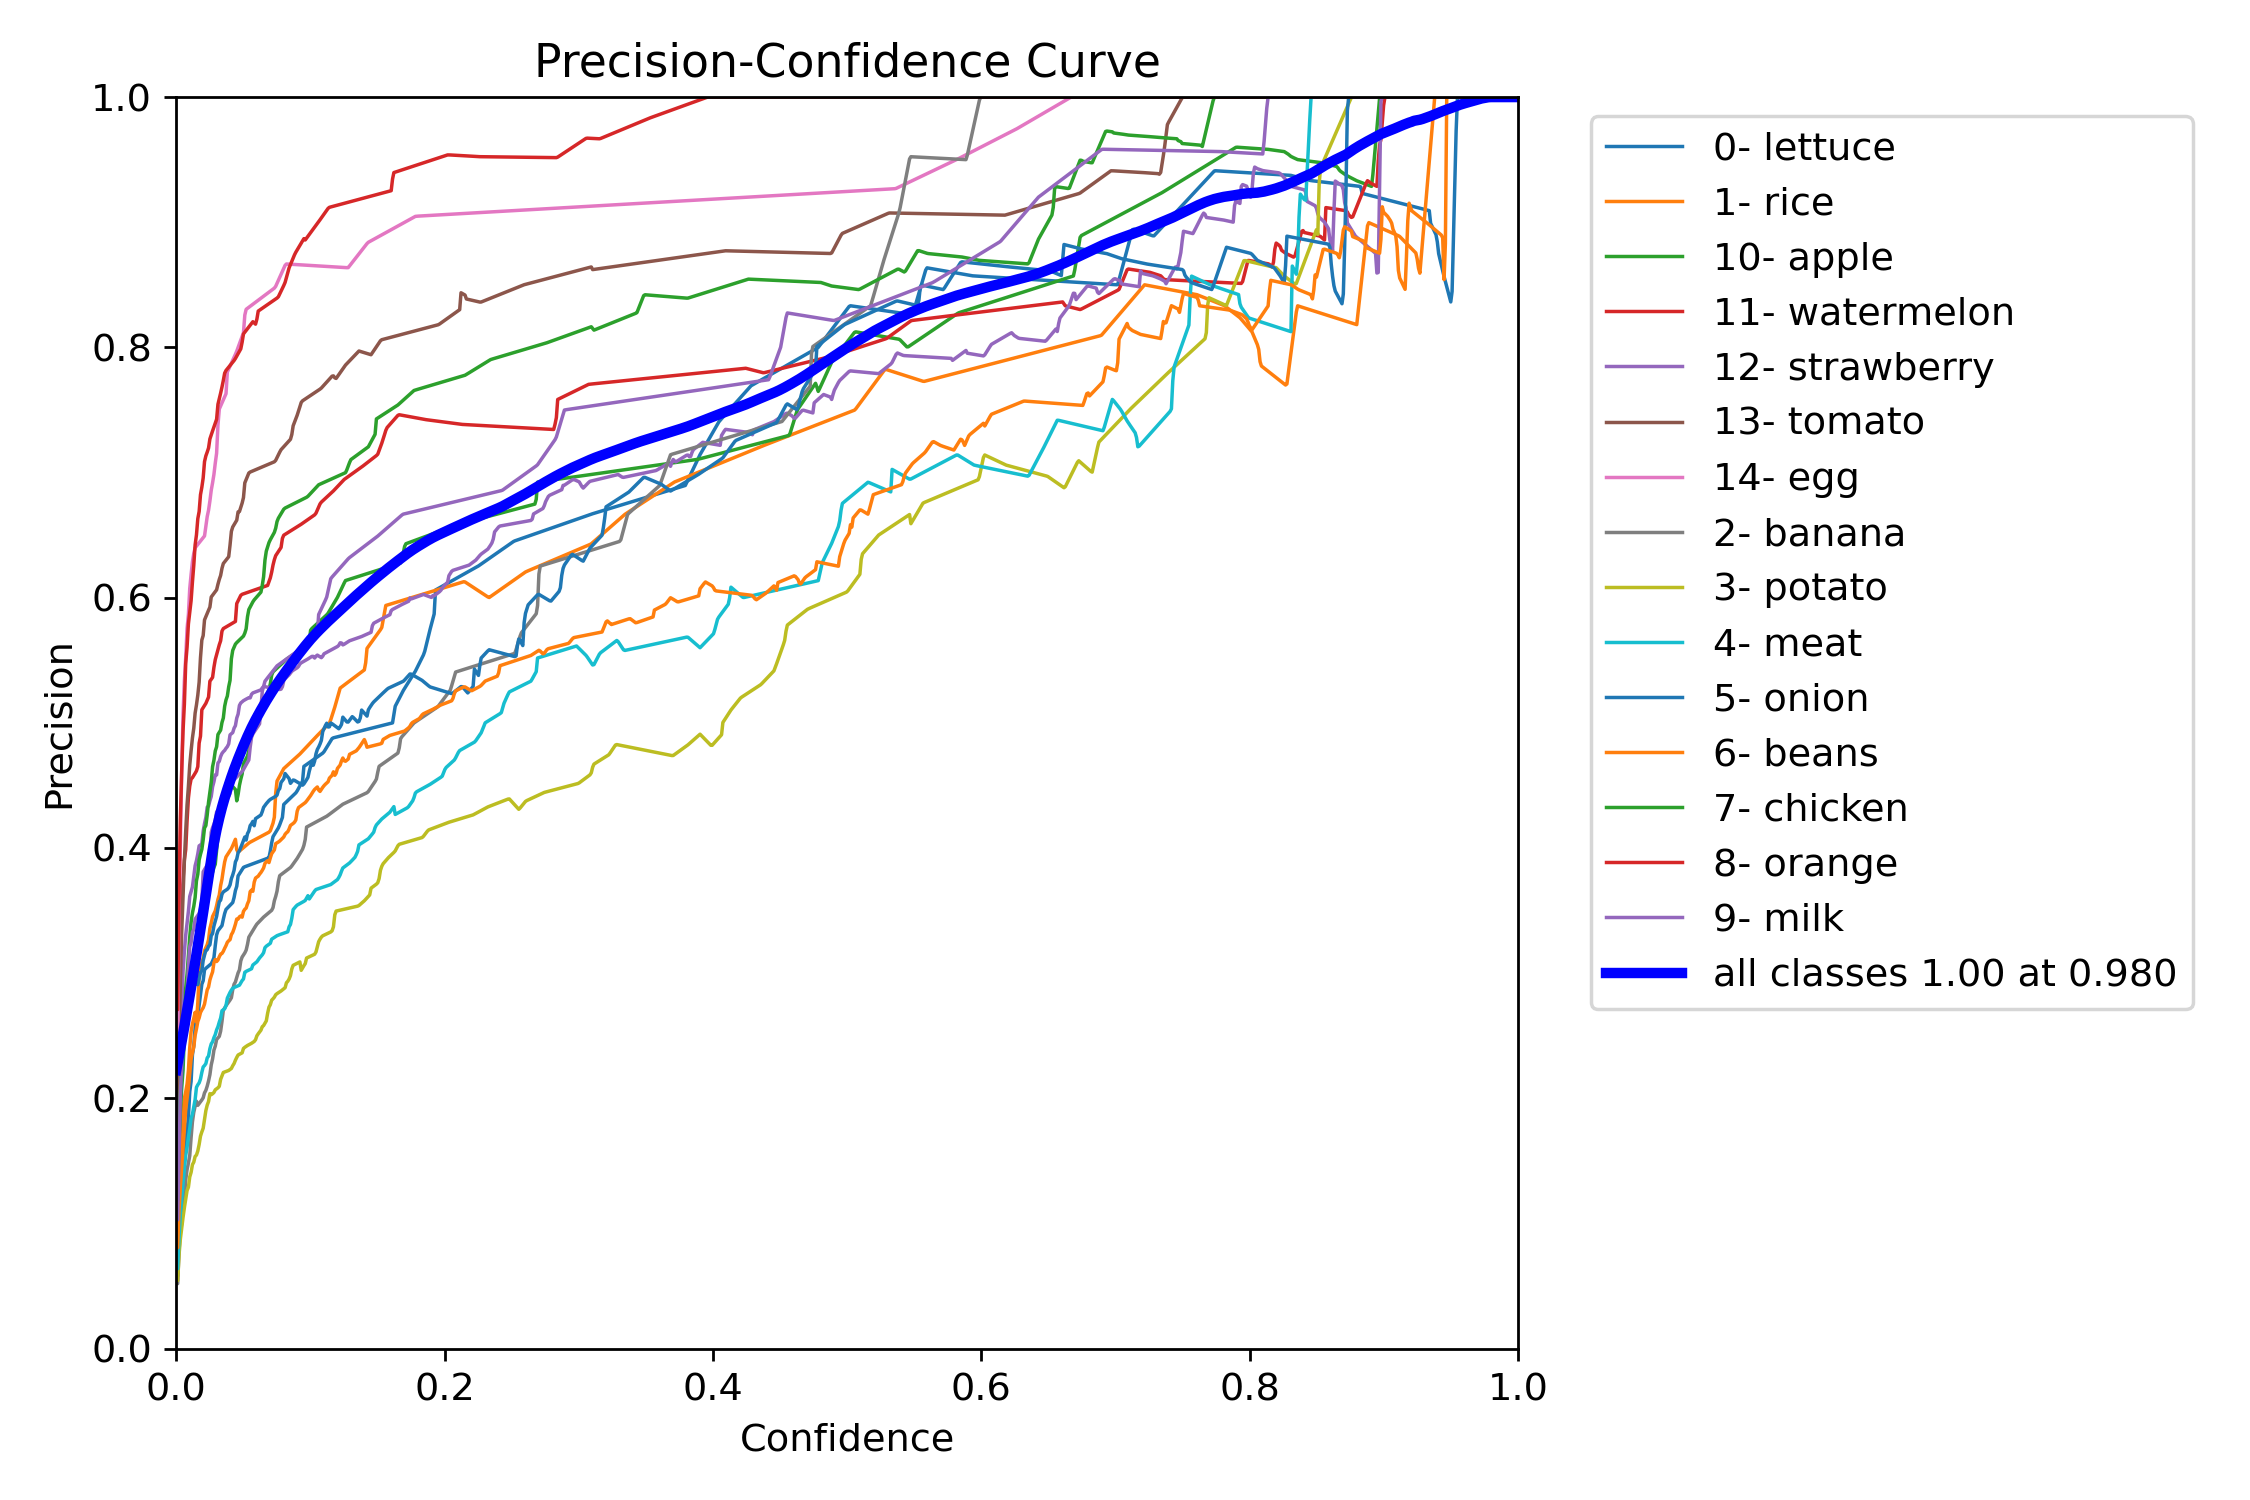 Precision-Confidence Curve
1.0
0.8
0.6
0.4
0.2
0.0
Precision
0.0 0.2 0.4 0.6 0.8 1.0
Confidence
0- lettuce
1- rice
10- apple
11- watermelon
12- strawberry
13- tomato
14- egg
2- banana
3- potato
4- meat
5- onion
6- beans
7- chicken
8- orange
9- milk
all classes 1.00 at 0.980